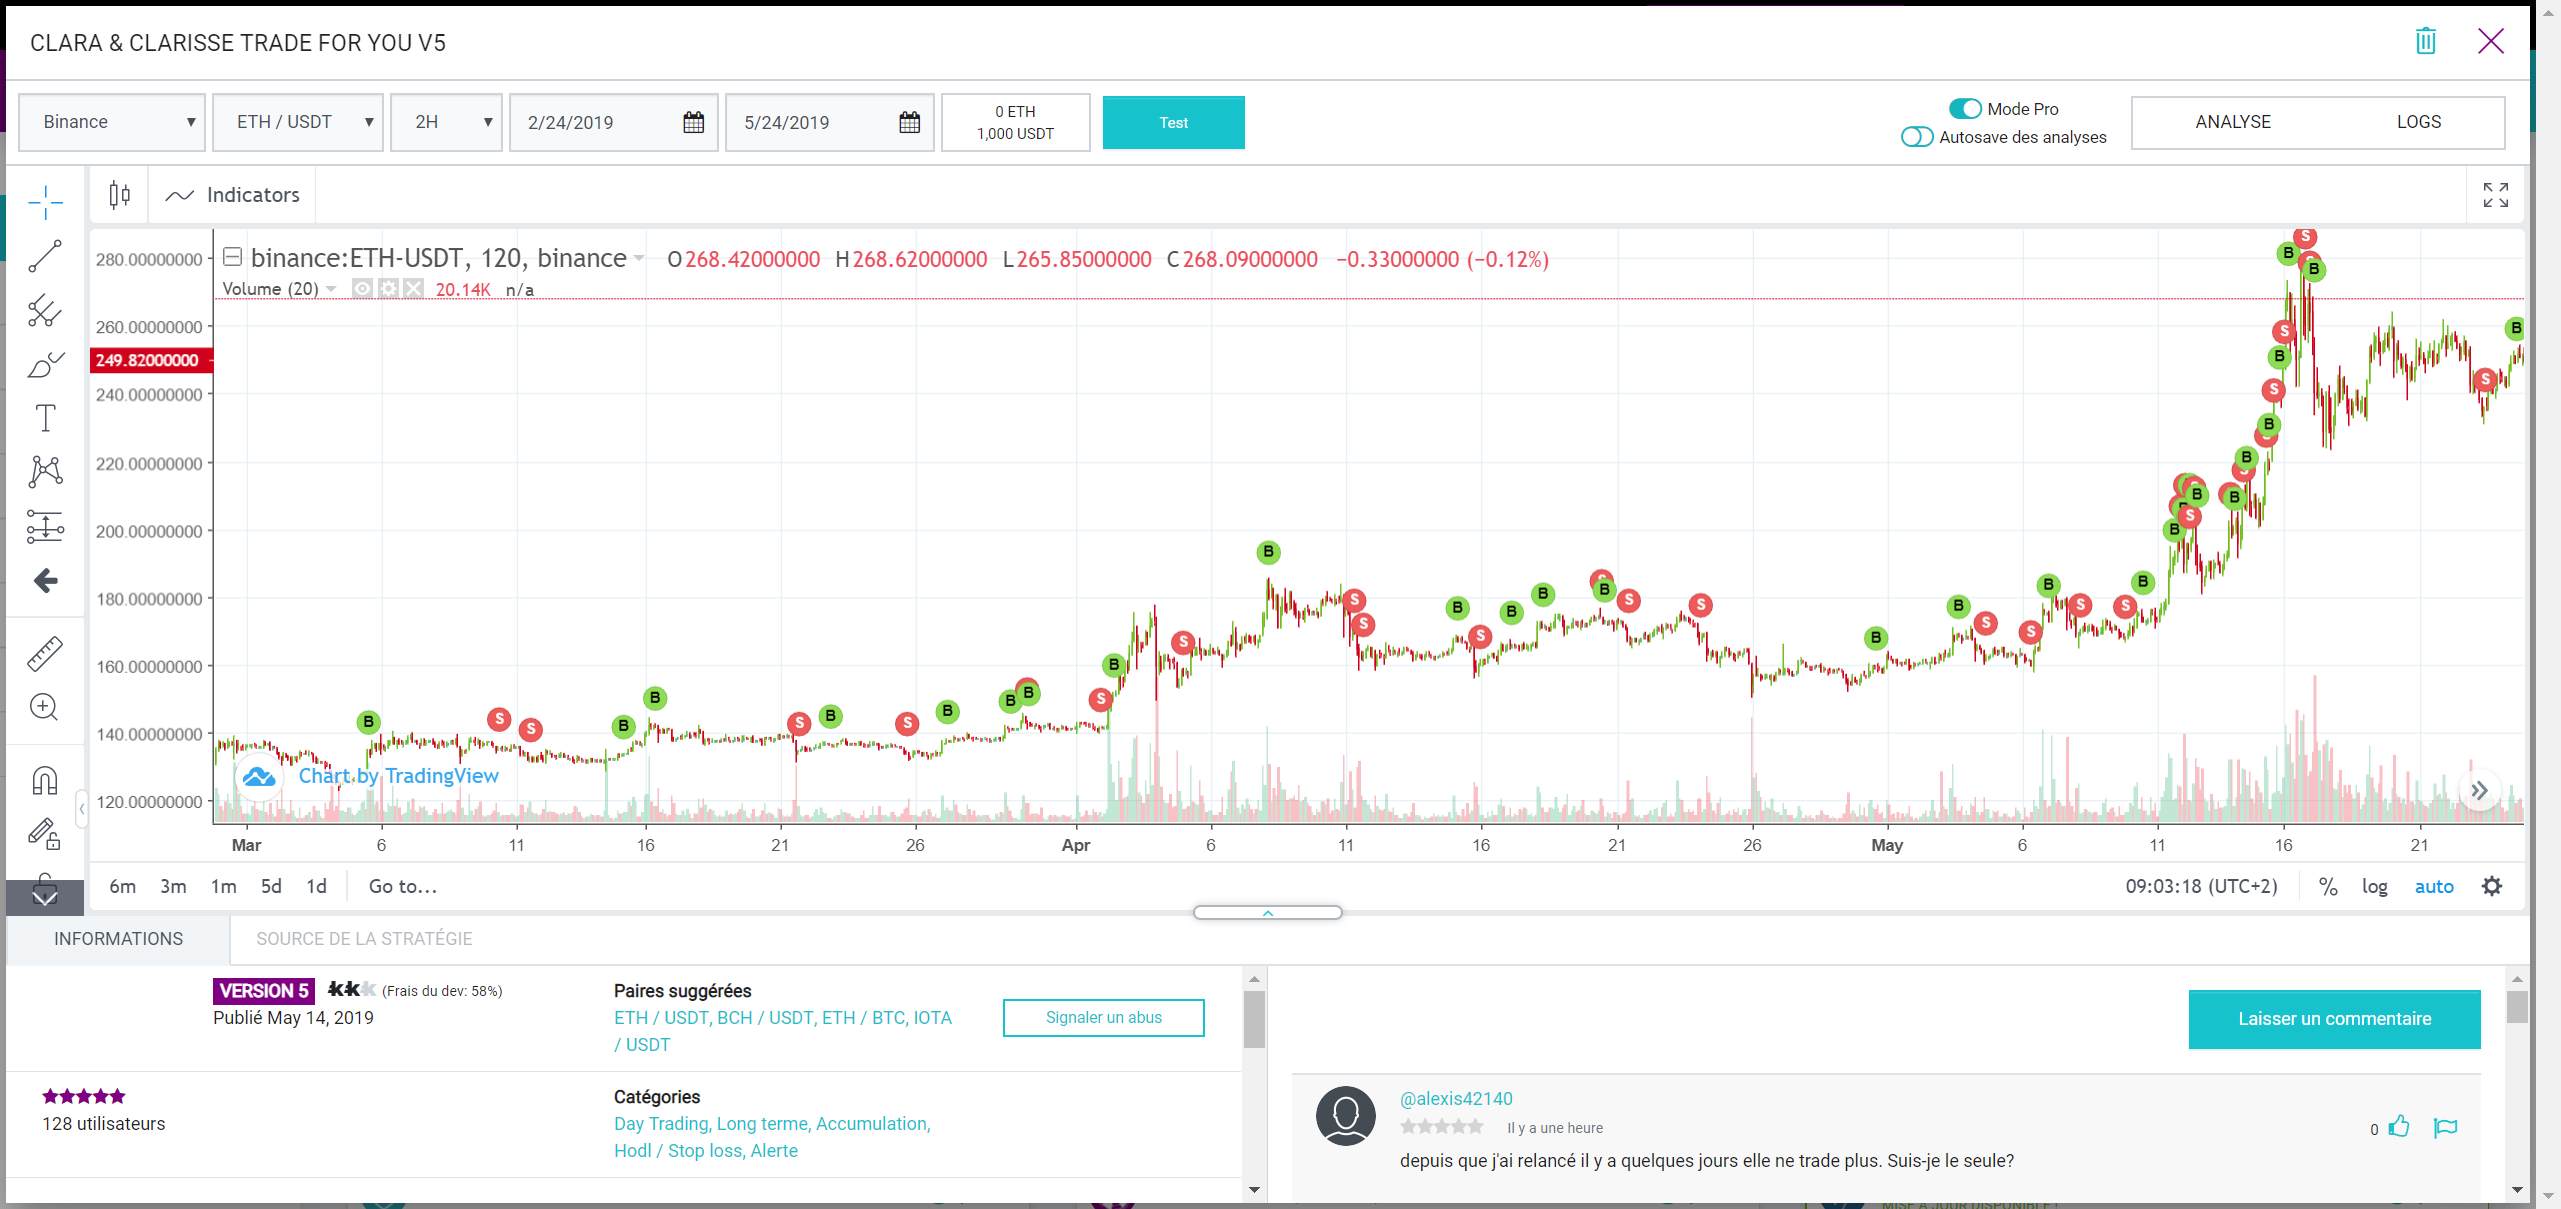 CLARA & CLARISSE TRADE FOR YOU V5
Binance ETH / USDT 2H 2/24/2019 5/24/2019 0 ETH
1,000 USDT
Test
Mode Pro
Autosave des analyses
ANALYSE LOGS
Indicators
binance:ETH-USDT, 120, binance O268.42000000 H268.62000000 L265.85000000 C268.09000000 −0.33000000 (−0.12%)
Volume (20) 20.14K n/a
280.00000000
260.00000000
249.82000000
240.00000000
220.00000000
200.00000000
180.00000000
160.00000000
140.00000000
120.00000000
Chart by TradingView
Mar 6 11 16 21 26 Apr 6 11 16 21 26 May 6 11 16 21
6m 3m 1m 5d 1d Go to... 09:03:18 (UTC+2) % log auto
INFORMATIONS SOURCE DE LA STRATÉGIE
VERSION 5 (Frais du dev: 58%)
Publié May 14, 2019
Paires suggérées
ETH / USDT, BCH / USDT, ETH / BTC, IOTA
/ USDT
Signaler un abus
128 utilisateurs
Catégories
Day Trading, Long terme, Accumulation,
Hodl / Stop loss, Alerte
Laisser un commentaire
@alexis42140
Il y a une heure
0
depuis que j'ai relancé il y a quelques jours elle ne trade plus. Suis-je le seule?